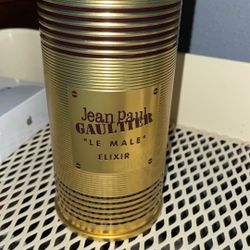 Jean Paul
GAULTIER
"LE MALE"
ELIXIR